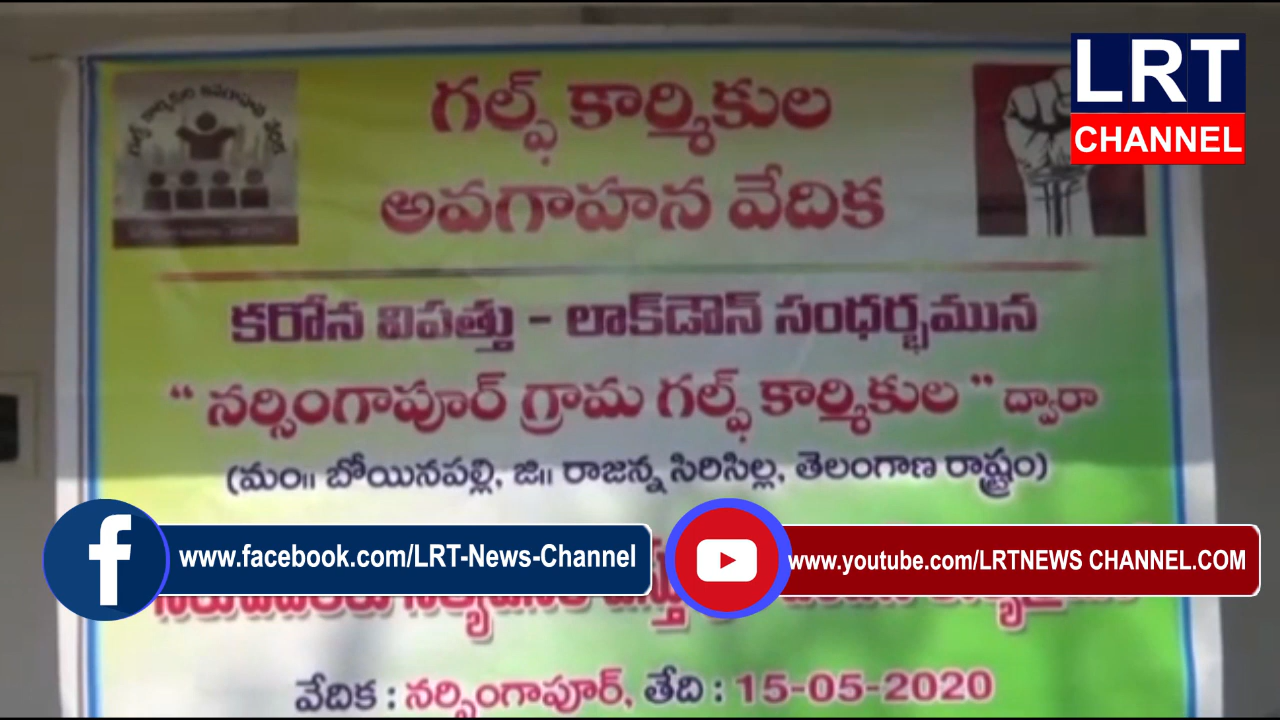 LRT
CHANNEL
గల్ఫ్ కార్మికుల
అవగాహన వేదిక
కరోన విపత్తు - లాక్‌డౌన్ సంధర్భమున
“ నర్సింగాపూర్ గ్రామ గల్ఫ్ కార్మికుల ” ద్వారా
(మం॥ బోయినపల్లి, జి॥ రాజన్న సిరిసిల్ల, తెలంగాణ రాష్ట్రం)
www.facebook.com/LRT-News-Channel
www.youtube.com/LRTNEWS CHANNEL.COM
వేదిక : నర్సింగాపూర్, తేది : 15-05-2020